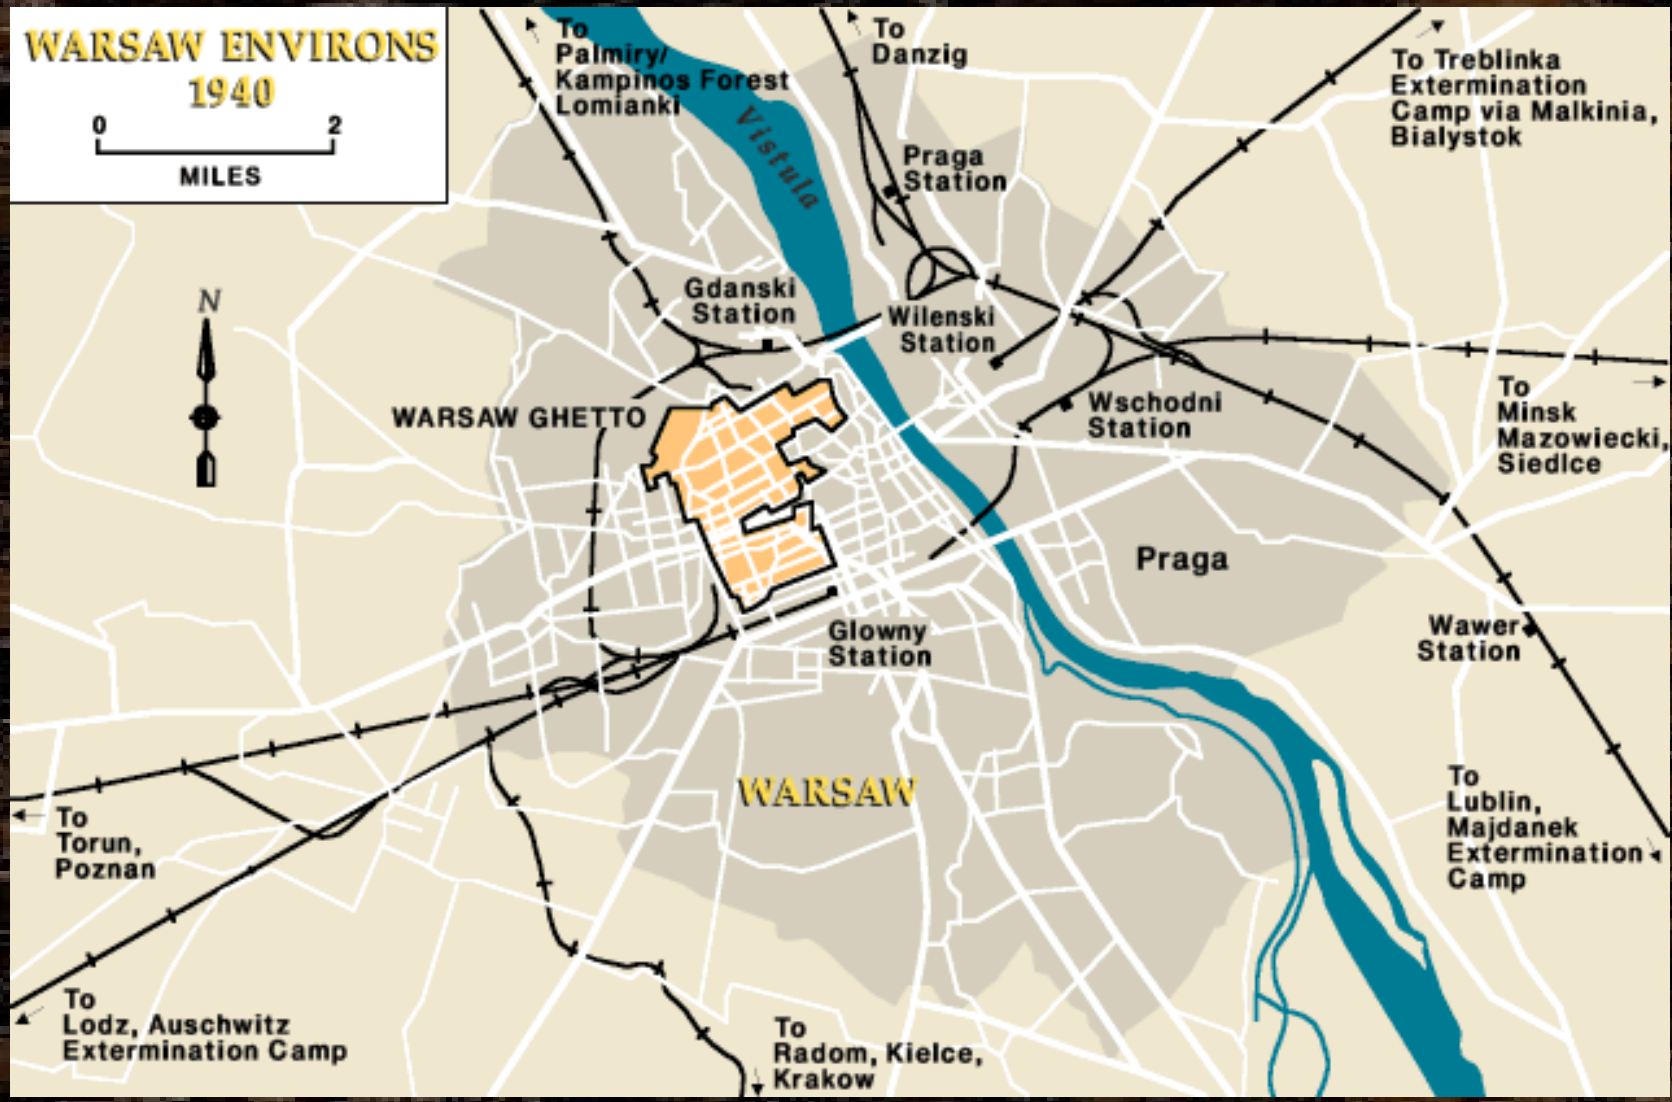 WARSAW ENVIRONS
1940
0 2
MILES
To
Palmiry/
Kampinos Forest
Lomianki
To
Danzig
To Treblinka
Extermination
Camp via Malkinia,
Bialystok
Vistula
Praga
Station
N
Gdanski
Station
Wilenski
Station
WARSAW GHETTO
Wschodni
Station
To
Minsk
Mazowiecki,
Siedlce
Praga
Glowny
Station
Wawer
Station
WARSAW
To
Torun,
Poznan
To
Lublin,
Majdanek
Extermination
Camp
To
Lodz, Auschwitz
Extermination Camp
To
Radom, Kielce,
Krakow